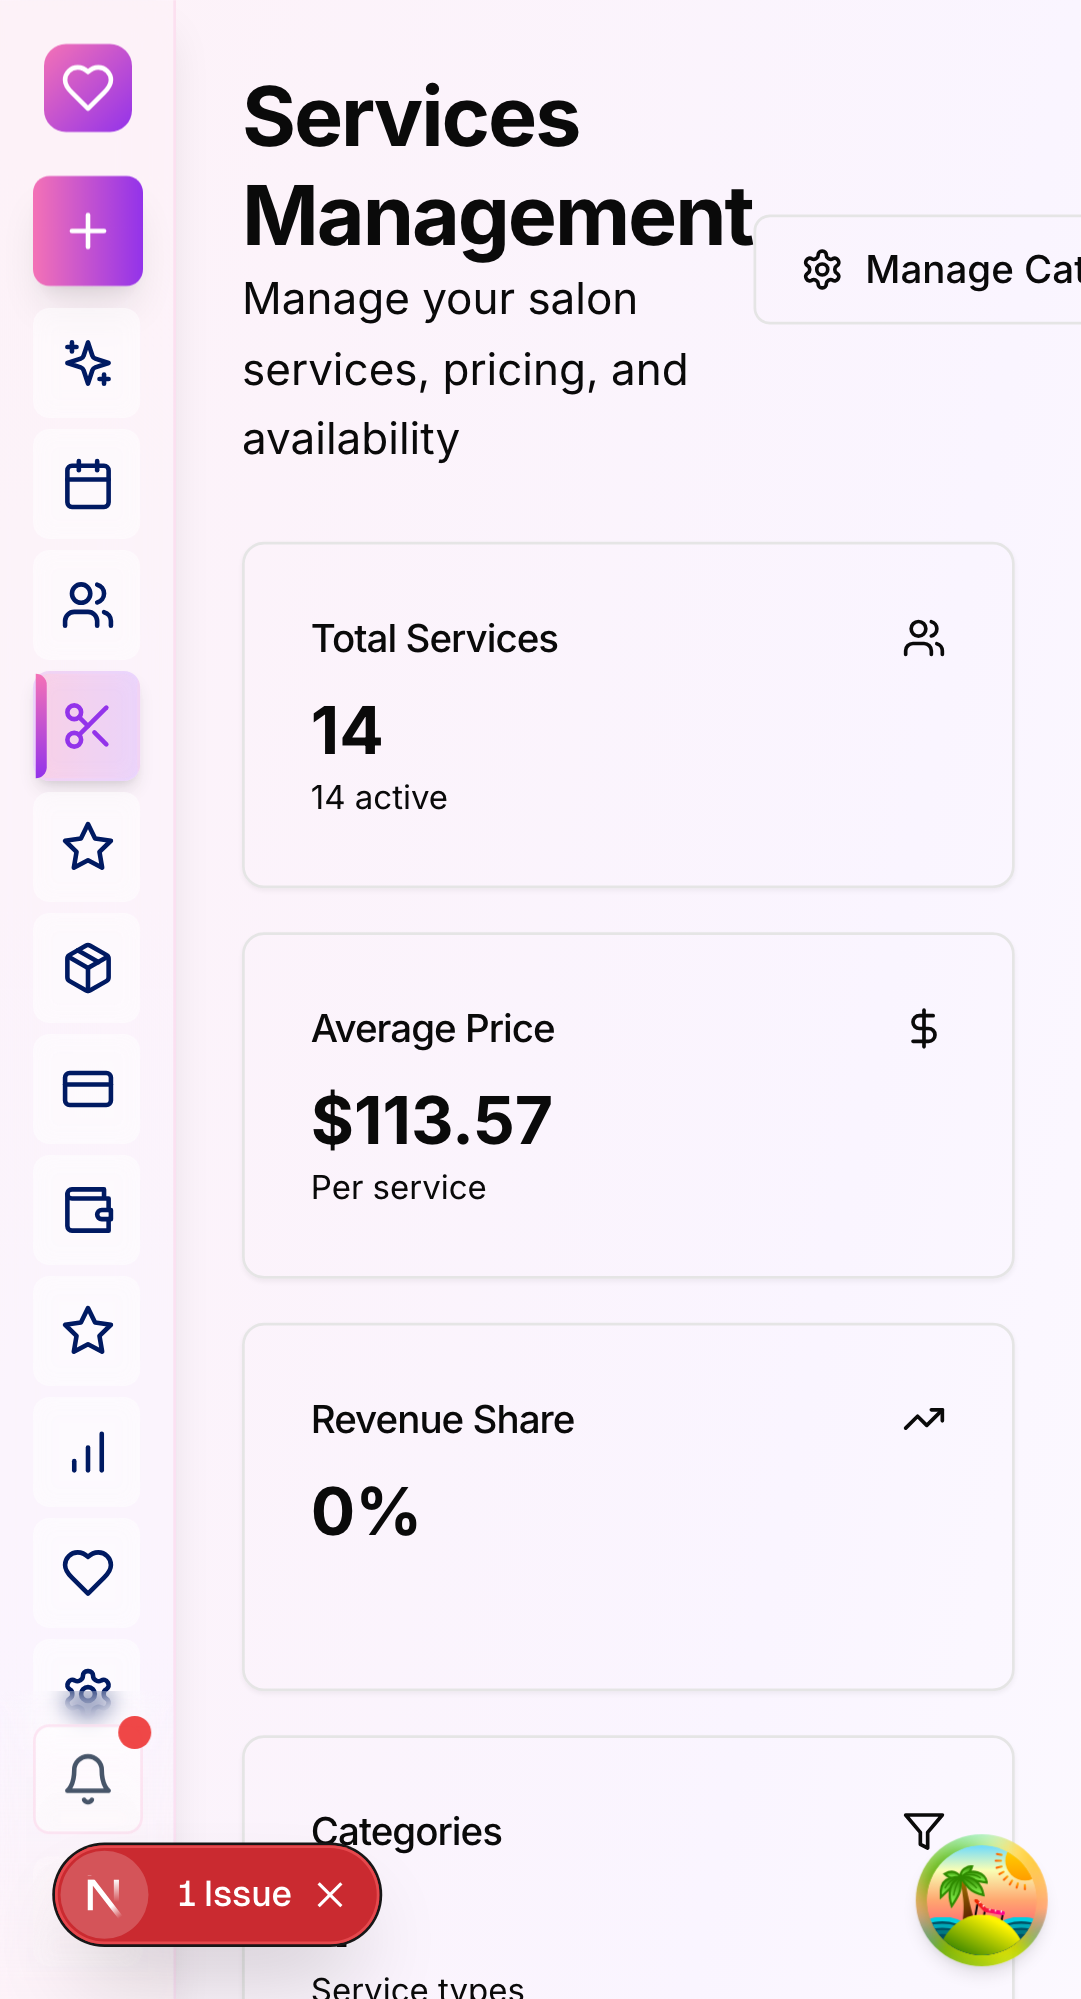 Services
Management
Manage Cat
Manage your salon
services, pricing, and
availability
Total Services
14
14 active
Average Price
$113.57
Per service
Revenue Share
0%
Categories
N
1 Issue
Service types